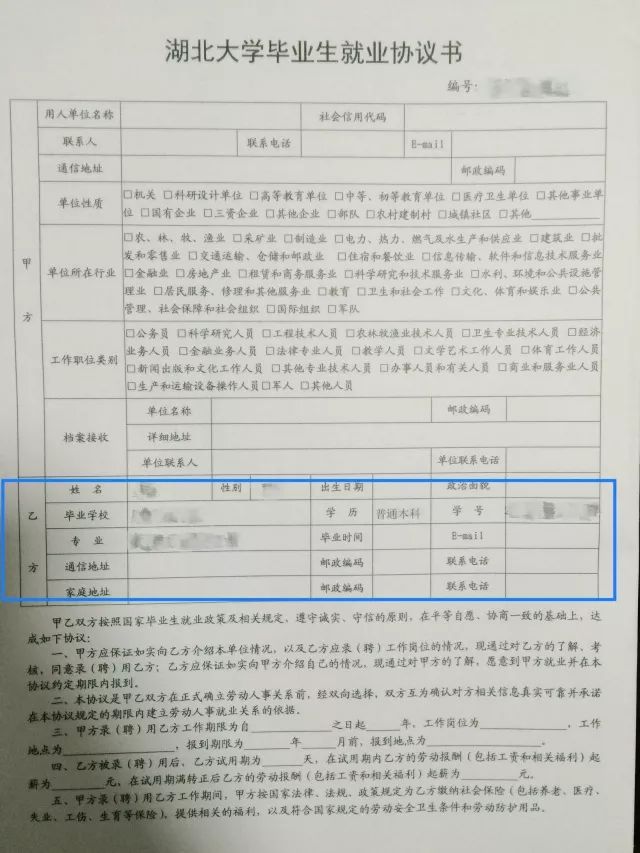 湖北大学毕业生就业协议书
编号:
甲方
用人单位名称 社会信用代码
联系人 联系电话 E-mail
通信地址 邮政编码
单位性质
□机关 □科研设计单位 □高等教育单位 □中等、初等教育单位 □医疗卫生单位 □其他事业单
位 □国有企业 □三资企业 □其他企业 □部队 □农村建制村 □城镇社区 □其他________
单位所在行业
□农、林、牧、渔业 □采矿业 □制造业 □电力、热力、燃气及水生产和供应业 □建筑业 □批
发和零售业 □交通运输、仓储和邮政业 □住宿和餐饮业 □信息传输、软件和信息技术服务业
□金融业 □房地产业 □租赁和商务服务业 □科学研究和技术服务业 □水利、环境和公共设施管
理业 □居民服务、修理和其他服务业 □教育 □卫生和社会工作 □文化、体育和娱乐业 □公共
管理、社会保障和社会组织 □国际组织 □军队
工作职位类别
□公务员 □科学研究人员 □工程技术人员 □农林牧渔业技术人员 □卫生专业技术人员 □经济
业务人员 □金融业务人员 □法律专业人员 □教学人员 □文学艺术工作人员 □体育工作人员
□新闻出版和文化工作人员 □其他专业技术人员 □办事人员和有关人员 □商业和服务业人员
□生产和运输设备操作人员□军人 □其他人员
档案接收
单位名称 邮政编码
详细地址
单位联系人 单位联系电话
乙方
姓 名 性别 出生日期 政治面貌
毕业学校 学 历 普通本科 学 号
专 业 毕业时间 E-mail
通信地址 邮政编码 联系电话
家庭地址 邮政编码 联系电话
甲乙双方按照国家毕业生就业政策及相关规定,遵守诚实、守信的原则,在平等自愿、协商一致的基础上,达
成如下协议:
一、甲方应保证如实向乙方介绍本单位情况,以及乙方应录(聘)工作岗位的情况,现通过对乙方的了解、考
核,同意录(聘)用乙方;乙方应保证如实向甲方介绍自己的情况,现通过对甲方的了解,愿意到甲方就业并在本
协议约定期限内报到。
二、本协议是甲乙双方在正式确立劳动人事关系前,经双向选择,双方互为确认对方相关信息真实可靠并承诺
在本协议规定的期限内建立劳动人事就业关系的依据。
三、甲方录(聘)用乙方工作期限为自________之日起____年,工作岗位为________,工作
地点为________,报到期限为____年____月前,报到地点为________。
四、乙方被录(聘)用后,乙方试用期为____天,在试用期内乙方的劳动报酬(包括工资和相关福利)起
薪为________元,在试用期满转正后乙方的劳动报酬(包括工资和相关福利)起薪为________元。
五、甲方录(聘)用乙方工作期间,甲方按国家法律、法规、政策规定为乙方缴纳社会保险(包括养老、医疗、
失业、工伤、生育等保险)。提供相关的福利,以及符合国家规定的劳动安全卫生条件和劳动防护用品。